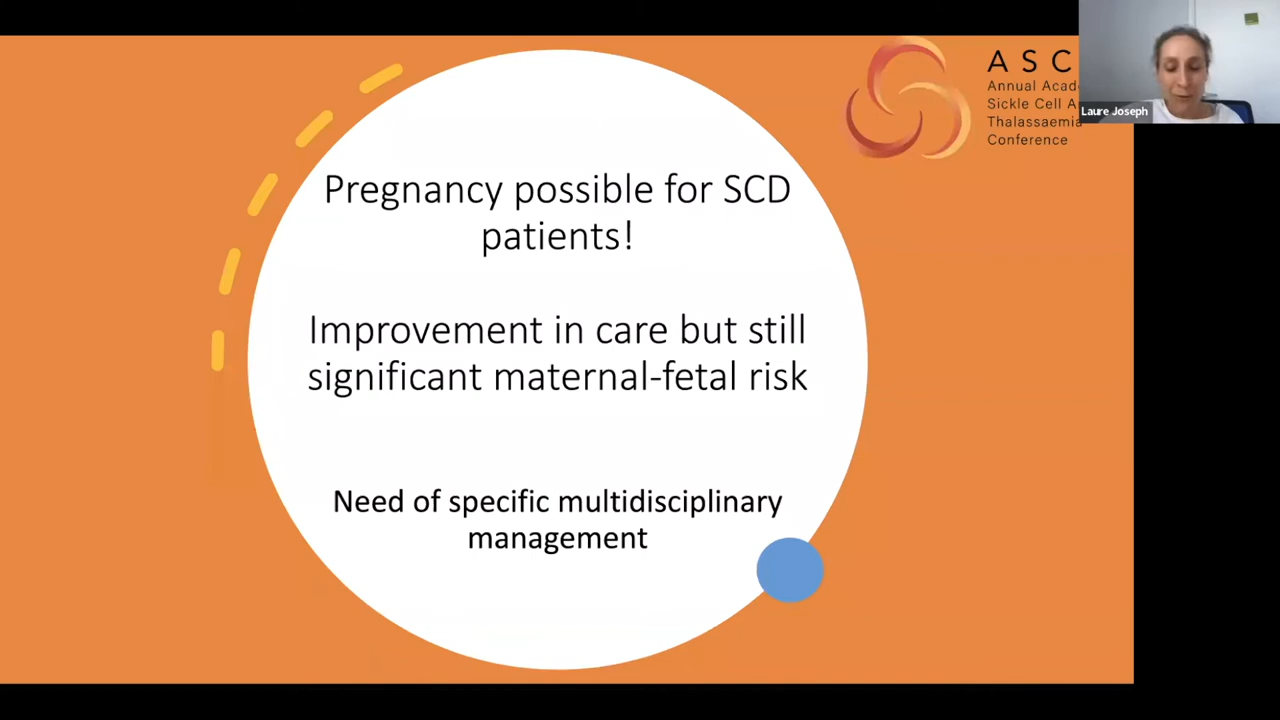 Pregnancy possible for SCD
patients!
Improvement in care but still
significant maternal-fetal risk
Need of specific multidisciplinary
management
A S C
Annual Acad
Sickle Cell A
Thalassaemia
Conference
Laure Joseph